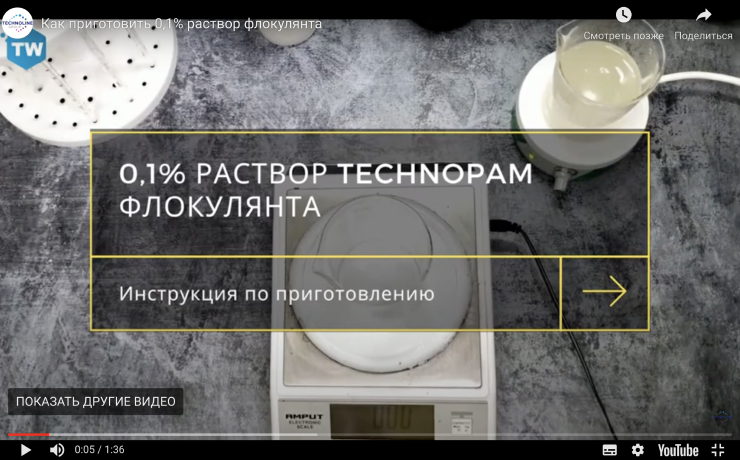 TECHNOLINE
Как приготовить 0,1% раствор флокулянта
Смотреть позже
Поделиться
TW
0,1% РАСТВОР TECHNOPAM
ФЛОКУЛЯНТА
Инструкция по приготовлению
ПОКАЗАТЬ ДРУГИЕ ВИДЕО
AMPUT
ELECTRONIC
SCALE
0:05 / 1:36
YouTube